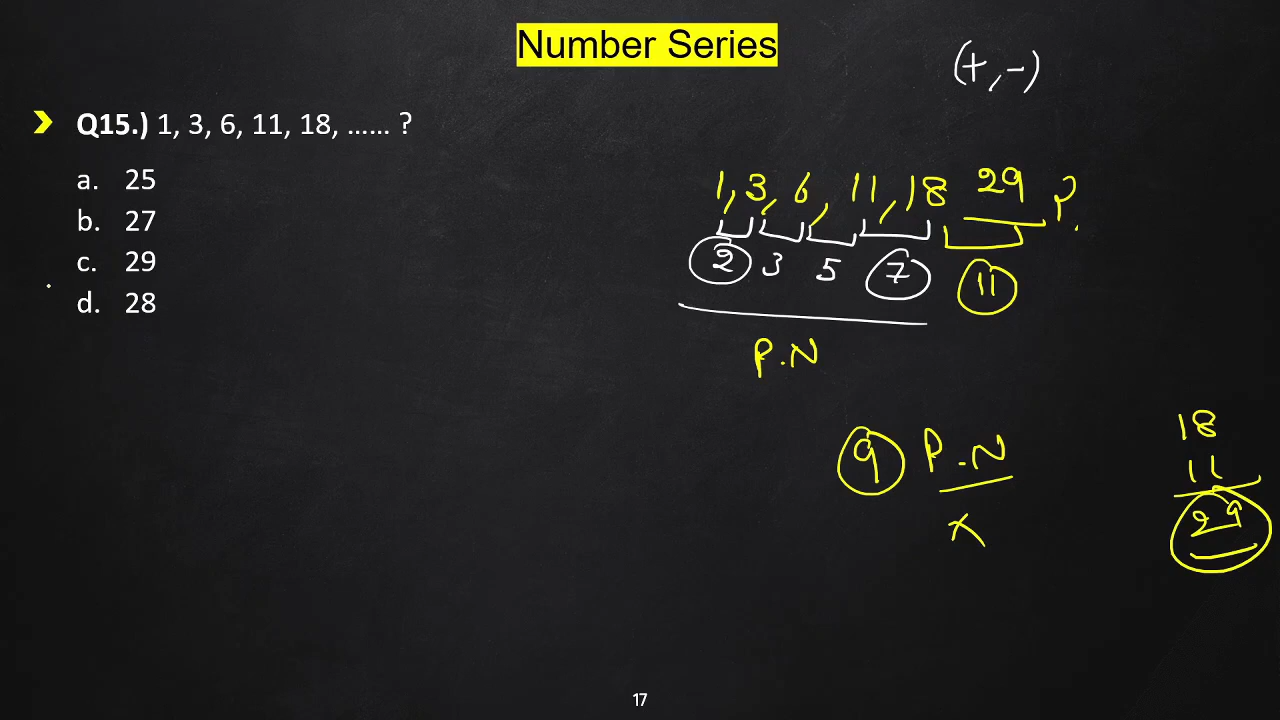 Number Series
(+, -)
Q15.) 1, 3, 6, 11, 18, ...... ?
a. 25
b. 27
c. 29
d. 28
1, 3, 6, 11, 18 29 ?
2 3 5 7 11
P.N
9 P.N
x
18
11
29
17